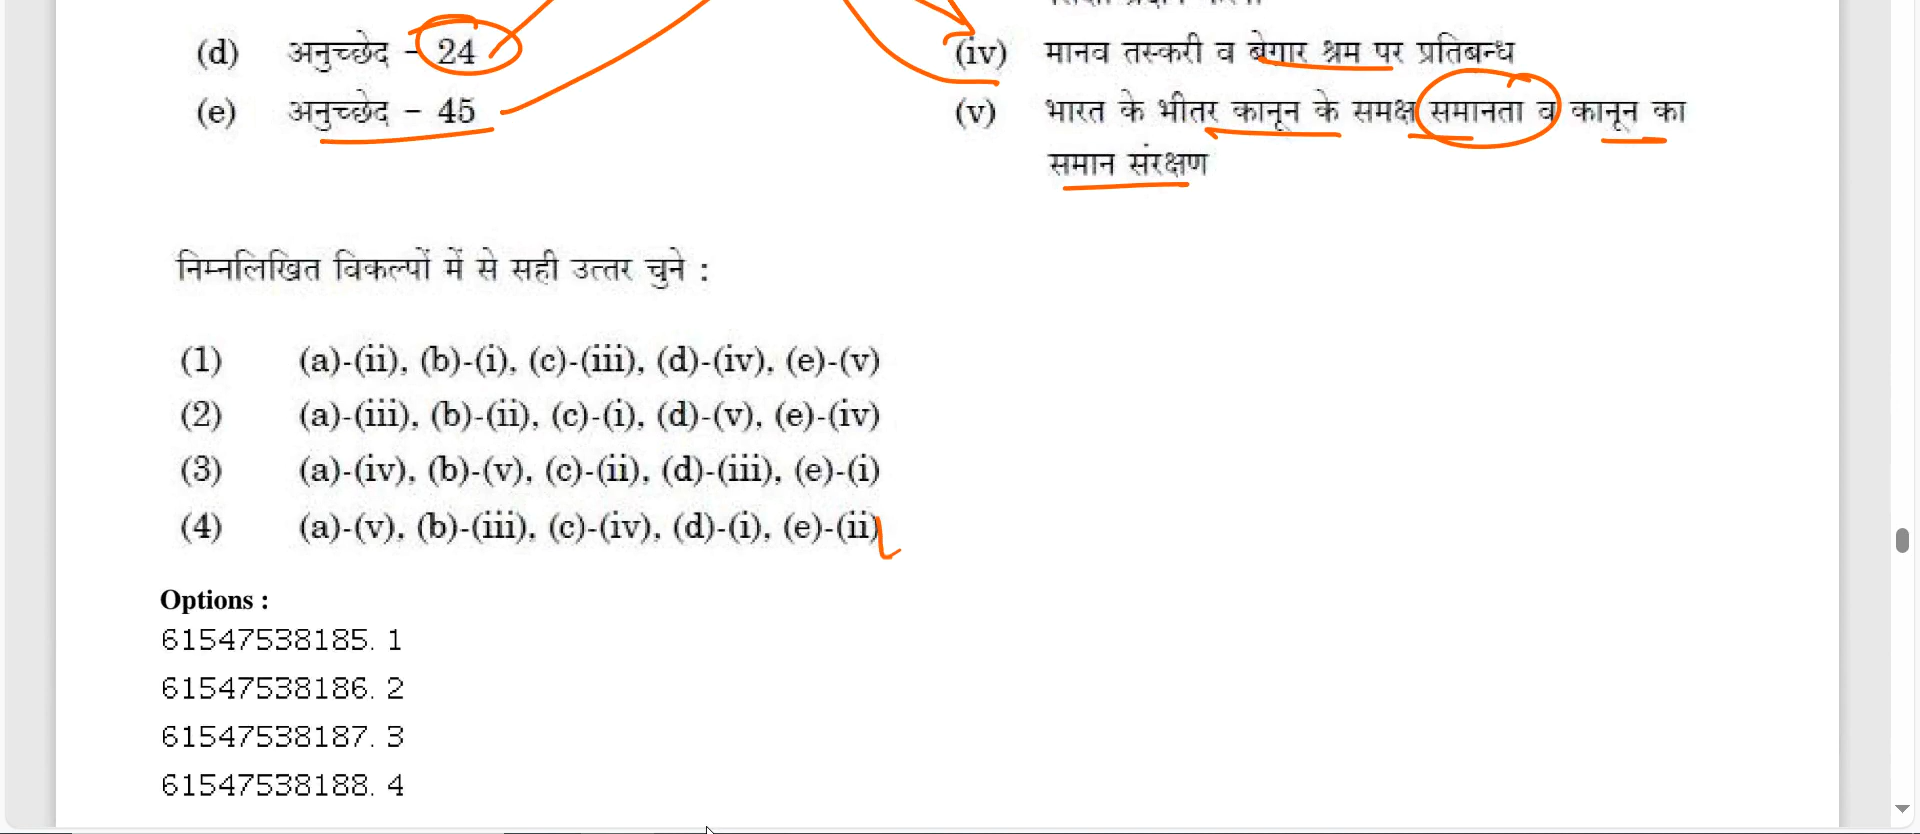 (d) अनुच्छेद – 24 (iv) मानव तस्करी व बेगार श्रम पर प्रतिबन्ध
(e) अनुच्छेद – 45 (v) भारत के भीतर कानून के समक्ष समानता व कानून का
समान संरक्षण
निम्नलिखित विकल्पों में से सही उत्तर चुने :
(1) (a)-(ii), (b)-(i), (c)-(iii), (d)-(iv), (e)-(v)
(2) (a)-(iii), (b)-(ii), (c)-(i), (d)-(v), (e)-(iv)
(3) (a)-(iv), (b)-(v), (c)-(ii), (d)-(iii), (e)-(i)
(4) (a)-(v), (b)-(iii), (c)-(iv), (d)-(i), (e)-(ii)
Options :
61547538185. 1
61547538186. 2
61547538187. 3
61547538188. 4